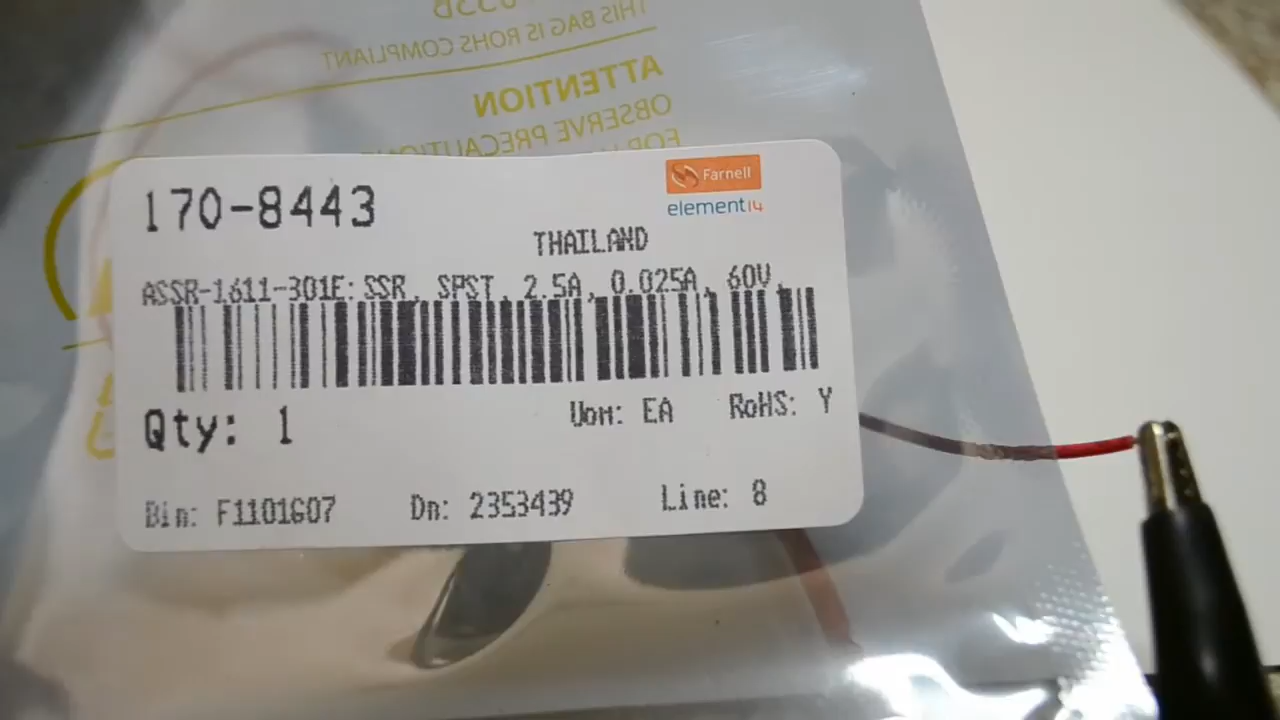 THIS BAG IS ROHS COMPLIANT
ATTENTION
OBSERVE PRECAUTIONS
FOR
170-8443
Farnell
element14
THAILAND
ASSR-1611-301E: SSR, SPST, 2.5A, 0.025A, 60V,
Qty: 1
Uom: EA
RoHS: Y
Bin: F1101607
Dn: 2353439
Line: 8